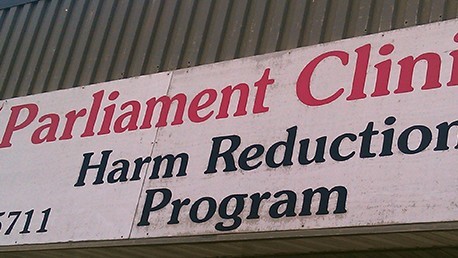 Parliament Clini
Harm Reduction
Program
5711